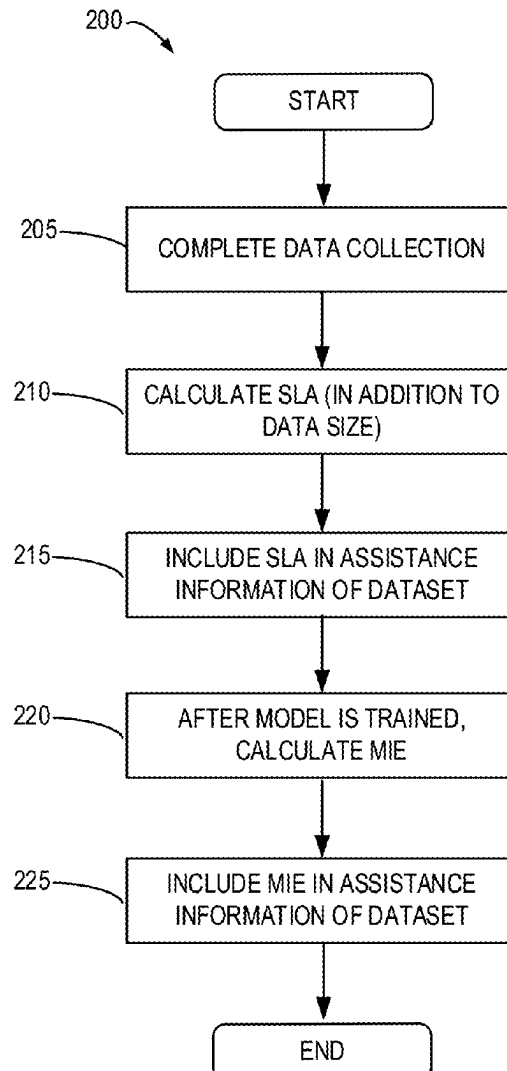 200
START
205
COMPLETE DATA COLLECTION
210
CALCULATE SLA (IN ADDITION TO
DATA SIZE)
215
INCLUDE SLA IN ASSISTANCE
INFORMATION OF DATASET
220
AFTER MODEL IS TRAINED,
CALCULATE MIE
225
INCLUDE MIE IN ASSISTANCE
INFORMATION OF DATASET
END